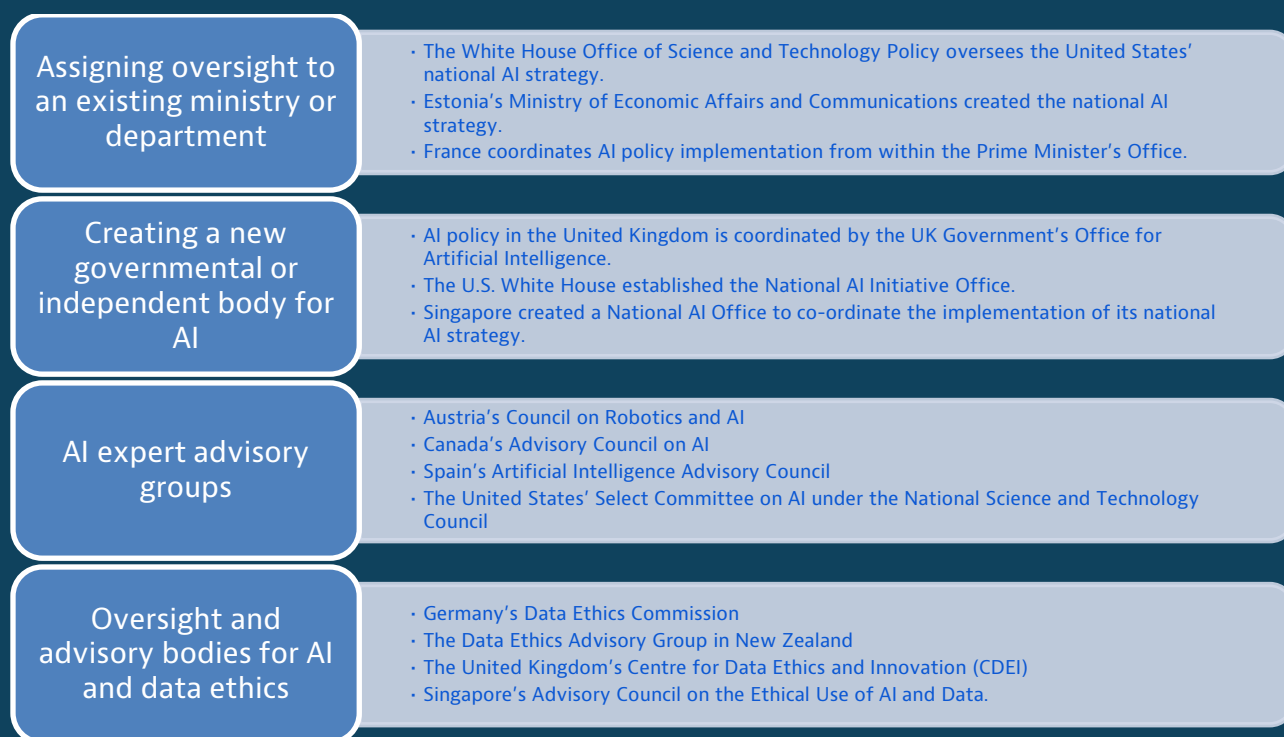 Assigning oversight to
an existing ministry or
department
· The White House Office of Science and Technology Policy oversees the United States’
national AI strategy.
· Estonia’s Ministry of Economic Affairs and Communications created the national AI
strategy.
· France coordinates AI policy implementation from within the Prime Minister’s Office.
Creating a new
governmental or
independent body for
AI
· AI policy in the United Kingdom is coordinated by the UK Government’s Office for
Artificial Intelligence.
· The U.S. White House established the National AI Initiative Office.
· Singapore created a National AI Office to co-ordinate the implementation of its national
AI strategy.
AI expert advisory
groups
· Austria’s Council on Robotics and AI
· Canada’s Advisory Council on AI
· Spain’s Artificial Intelligence Advisory Council
· The United States’ Select Committee on AI under the National Science and Technology
Council
Oversight and
advisory bodies for AI
and data ethics
· Germany’s Data Ethics Commission
· The Data Ethics Advisory Group in New Zealand
· The United Kingdom’s Centre for Data Ethics and Innovation (CDEI)
· Singapore’s Advisory Council on the Ethical Use of AI and Data.